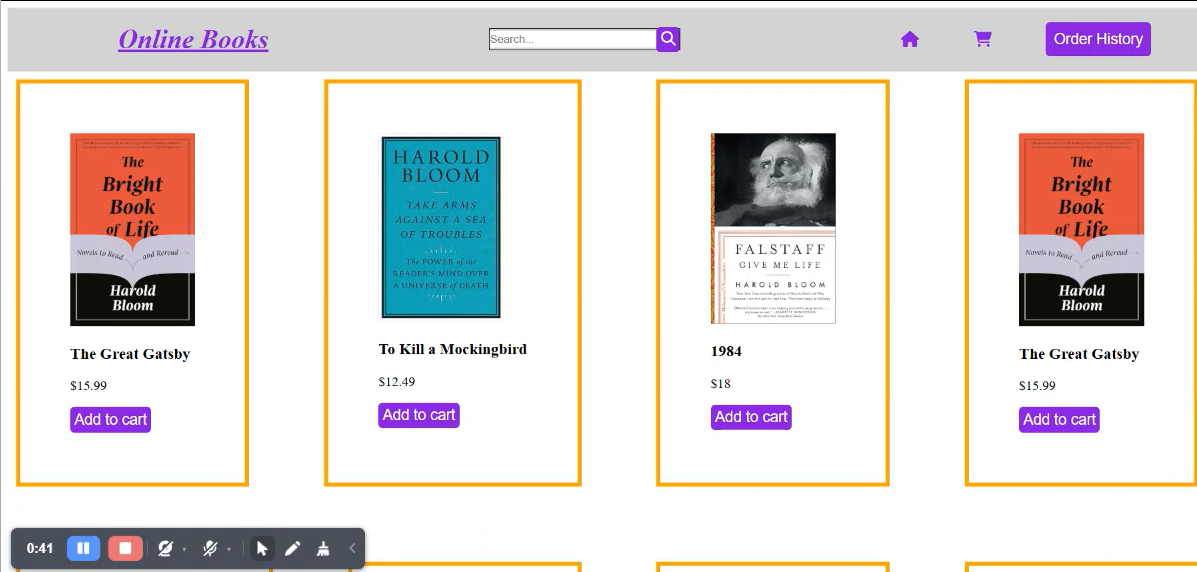 Online Books
Search...
Order History
The
Bright
Book
of Life
Novels to Read and Reread
Harold
Bloom
The Great Gatsby
$15.99
Add to cart
HAROLD
BLOOM
TAKE ARMS
AGAINST A SEA
OF TROUBLES
The POWER of the
READER'S MIND OVER
A UNIVERSE of DEATH
To Kill a Mockingbird
$12.49
Add to cart
FALSTAFF
GIVE ME LIFE
HAROLD BLOOM
1984
$18
Add to cart
The
Bright
Book
of Life
Novels to Read and Reread
Harold
Bloom
The Great Gatsby
$15.99
Add to cart
0:41